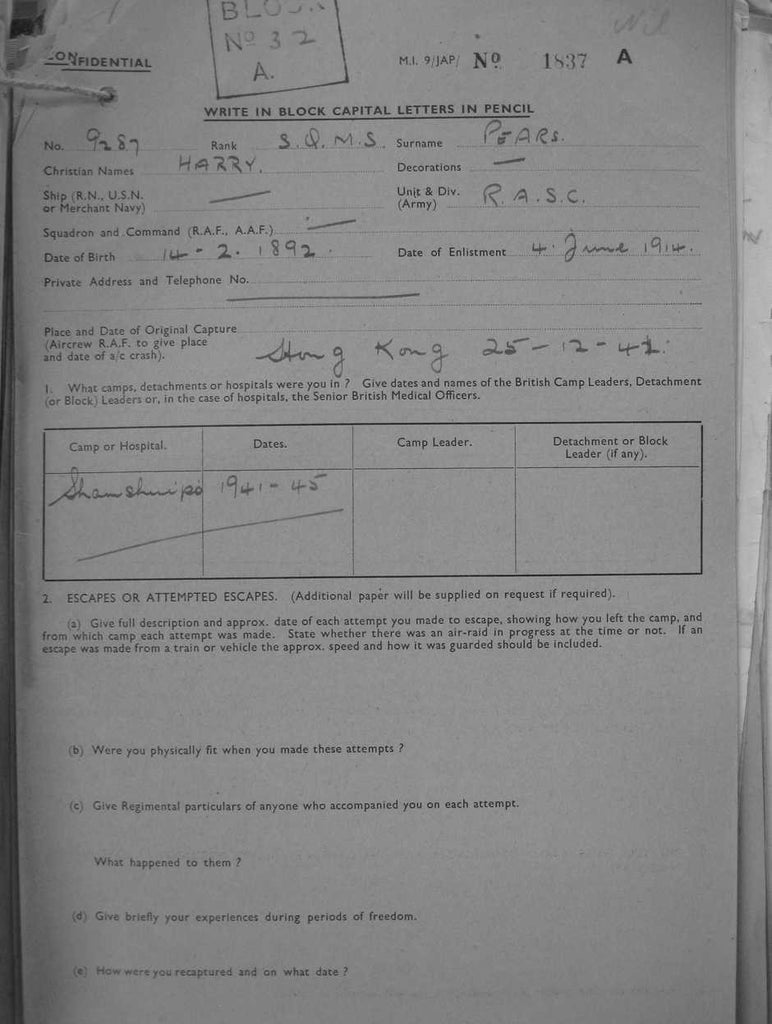 BLOCK
Nº 32
A.
Nil
CONFIDENTIAL
M.I. 9/JAP/ Nº 1837 A
WRITE IN BLOCK CAPITAL LETTERS IN PENCIL
No. 9287 Rank S.Q.M.S. Surname PEARS.
Christian Names HARRY. Decorations —
Ship (R.N., U.S.N. or Merchant Navy) —
Unit & Div. (Army) R.A.S.C.
Squadron and Command (R.A.F., A.A.F.) —
Date of Birth 14-2.1892. Date of Enlistment 4 June 1914.
Private Address and Telephone No. —
Place and Date of Original Capture
(Aircrew R.A.F. to give place
and date of a/c crash). Hong Kong 25-12-41.
1. What camps, detachments or hospitals were you in ? Give dates and names of the British Camp Leaders, Detachment
(or Block) Leaders or, in the case of hospitals, the Senior British Medical Officers.
Camp or Hospital. Dates. Camp Leader. Detachment or Block Leader (if any).
Shamshuipo 1941-45
2. ESCAPES OR ATTEMPTED ESCAPES. (Additional paper will be supplied on request if required).
(a) Give full description and approx. date of each attempt you made to escape, showing how you left the camp, and
from which camp each attempt was made. State whether there was an air-raid in progress at the time or not. If an
escape was made from a train or vehicle the approx. speed and how it was guarded should be included.
(b) Were you physically fit when you made these attempts ?
(c) Give Regimental particulars of anyone who accompanied you on each attempt.
What happened to them ?
(d) Give briefly your experiences during periods of freedom.
(e) How were you recaptured and on what date ?